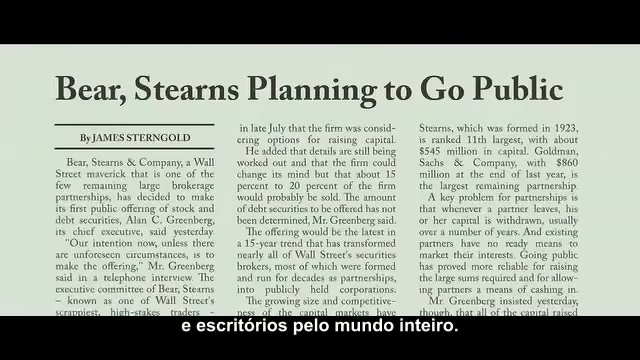 Bear, Stearns Planning to Go Public
By JAMES STERNGOLD
Bear, Stearns & Company, a Wall
Street maverick that is one of the
few remaining large brokerage
partnerships, has decided to make
its first public offering of stock and
debt securities, Alan C. Greenberg,
its chief executive, said yesterday.
"Our intention now, unless there
are unforeseen circumstances, is to
make the offering," Mr. Greenberg
said in a telephone interview. The
executive committee of Bear, Stearns
– known as one of Wall Street's
scrappiest, high-stakes traders -
in late July that the firm was consid-
ering options for raising capital.
He added that details are still being
worked out and that the firm could
change its mind but that about 15
percent to 20 percent of the firm
would probably be sold. The amount
of debt securities to be offered has not
been determined, Mr. Greenberg said.
The offering would be the latest in
a 15-year trend that has transformed
nearly all of Wall Street's securities
brokers, most of which were formed
and run for decades as partnerships,
into publicly held corporations.
The growing size and competitive-
ness of the capital markets have
Stearns, which was formed in 1923,
is ranked 11th largest, with about
$545 million in capital. Goldman,
Sachs & Company, with $860
million at the end of last year, is
the largest remaining partnership.
A key problem for partnerships is
that whenever a partner leaves, his
or her capital is withdrawn, usually
over a number of years. And existing
partners have no ready means to
market their interests. Going public
has proved more reliable for raising
the large sums required and for allow-
ing partners a means of cashing in.
Mr. Greenberg insisted yesterday,
though, that all of the capital raised
e escritórios pelo mundo inteiro.